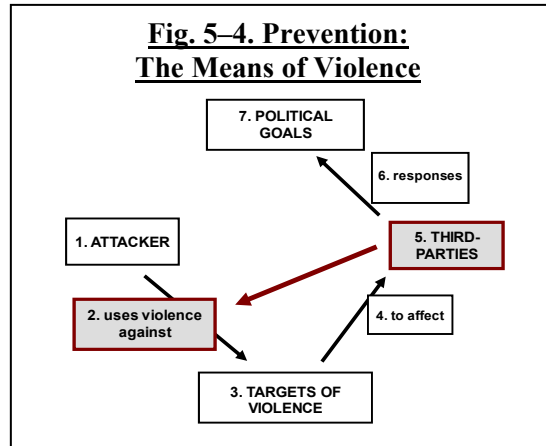 Fig. 5–4. Prevention:
The Means of Violence
7. POLITICAL
GOALS
6. responses
1. ATTACKER
5. THIRD-
PARTIES
2. uses violence
against
4. to affect
3. TARGETS OF
VIOLENCE